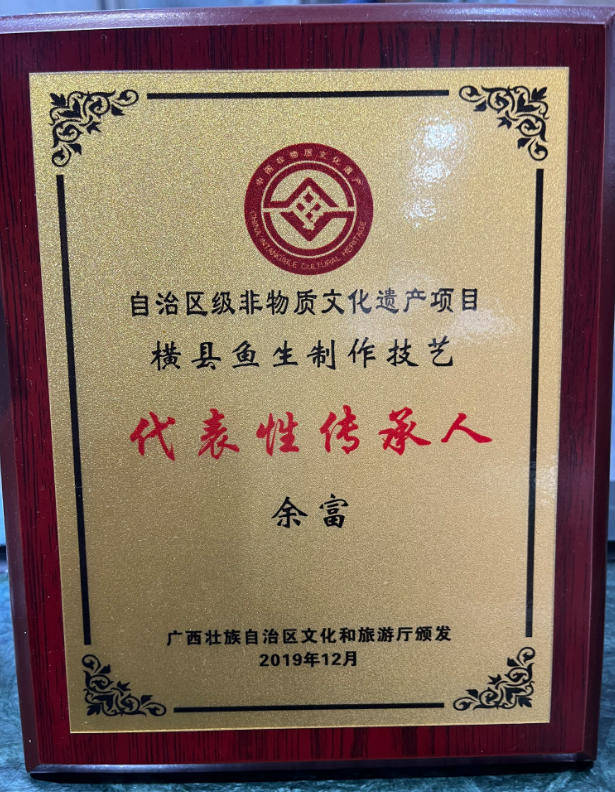 中国非物质文化遗产
CHINA INTANGIBLE CULTURAL HERITAGE
自治区级非物质文化遗产项目
横县鱼生制作技艺
代表性传承人
余富
广西壮族自治区文化和旅游厅颁发
2019年12月